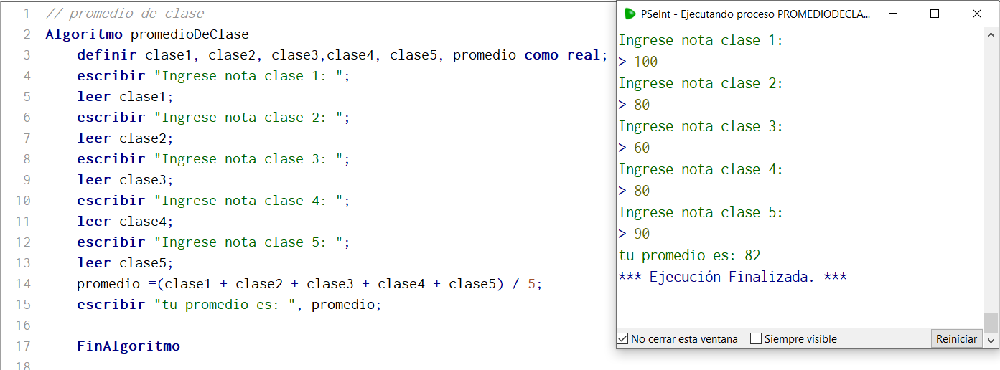 1 // promedio de clase
2 Algoritmo promedioDeClase
3 definir clase1, clase2, clase3,clase4, clase5, promedio como real;
4 escribir "Ingrese nota clase 1: ";
5 leer clase1;
6 escribir "Ingrese nota clase 2: ";
7 leer clase2;
8 escribir "Ingrese nota clase 3: ";
9 leer clase3;
10 escribir "Ingrese nota clase 4: ";
11 leer clase4;
12 escribir "Ingrese nota clase 5: ";
13 leer clase5;
14 promedio =(clase1 + clase2 + clase3 + clase4 + clase5) / 5;
15 escribir "tu promedio es: ", promedio;
16
17 FinAlgoritmo
18
PSeInt - Ejecutando proceso PROMEDIODECLA...
Ingrese nota clase 1:
> 100
Ingrese nota clase 2:
> 80
Ingrese nota clase 3:
> 60
Ingrese nota clase 4:
> 80
Ingrese nota clase 5:
> 90
tu promedio es: 82
*** Ejecución Finalizada. ***
No cerrar esta ventana Siempre visible Reiniciar